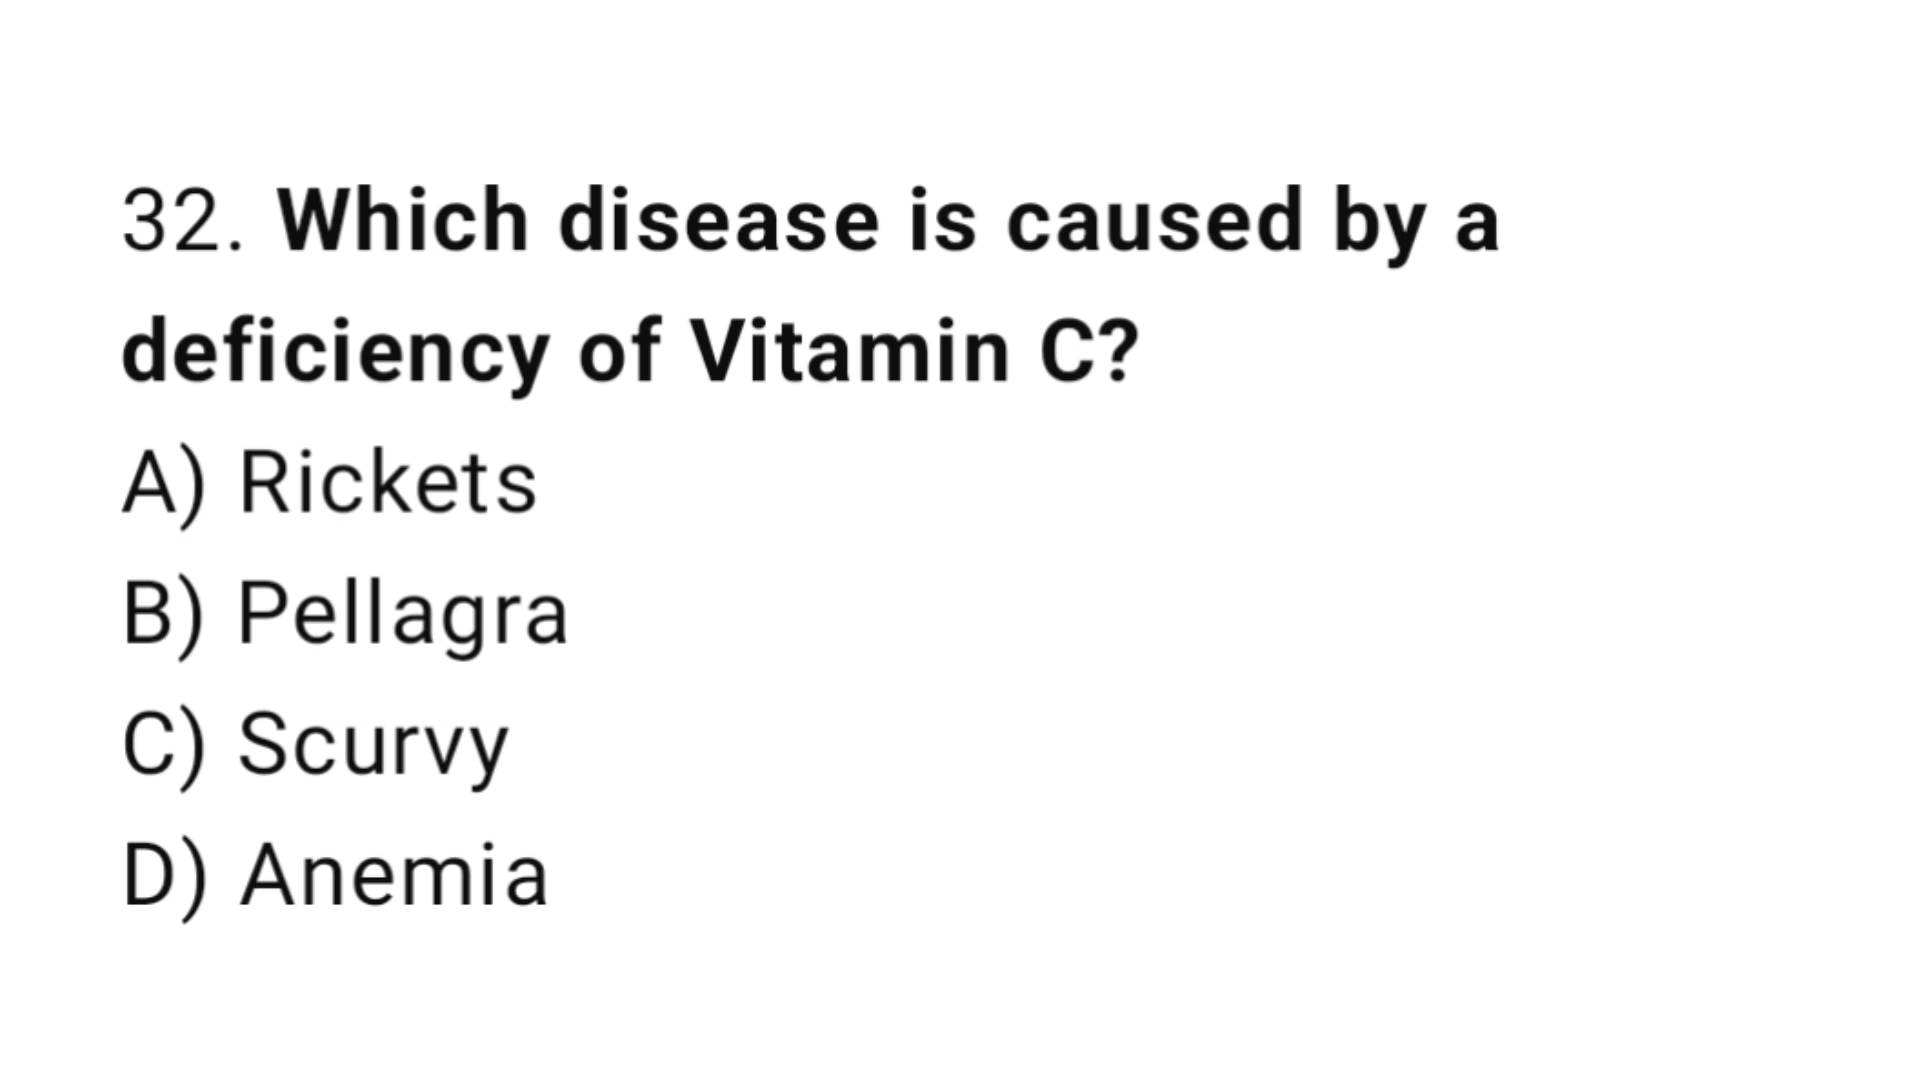 32. Which disease is caused by a
deficiency of Vitamin C?
A) Rickets
B) Pellagra
C) Scurvy
D) Anemia